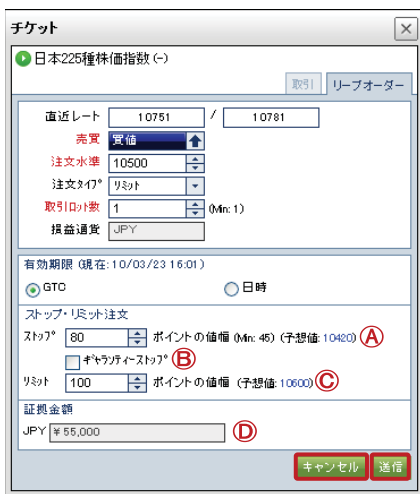 チケット
日本225種株価指数 (-)
取引 リーブオーダー
直近レート 10751 / 10781
売買 買値
注文水準 10500
注文タイプ リミット
取引ロット数 1 (Min: 1)
損益通貨 JPY
有効期限 (現在: 10/03/23 16:01)
GTC 日時
ストップ・リミット注文
ストップ 80 ポイントの値幅 (Min: 45) (予想値: 10420) A
ギャランティーストップ B
リミット 100 ポイントの値幅 (予想値: 10600) C
証拠金額
JPY ¥55,000 D
キャンセル 送信